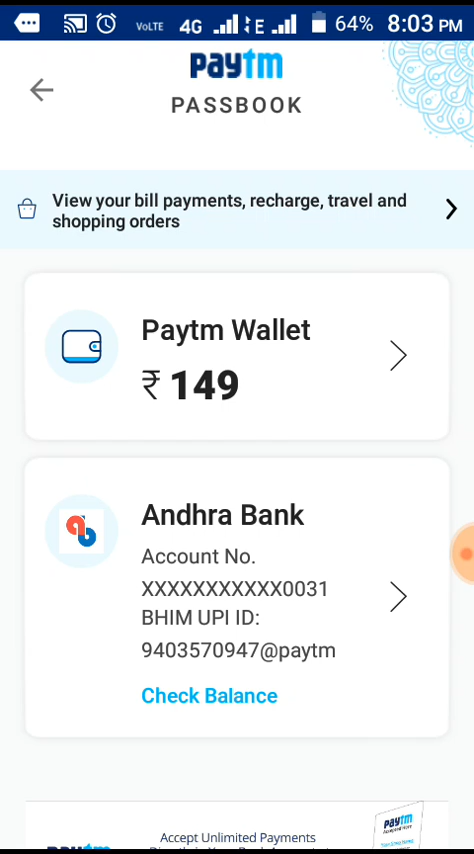 VoLTE 4G E 64% 8:03 PM
paytm
PASSBOOK
View your bill payments, recharge, travel and
shopping orders
Paytm Wallet
₹ 149
Andhra Bank
Account No.
XXXXXXXXXXX0031
BHIM UPI ID:
9403570947@paytm
Check Balance
Accept Unlimited Payments
paytm